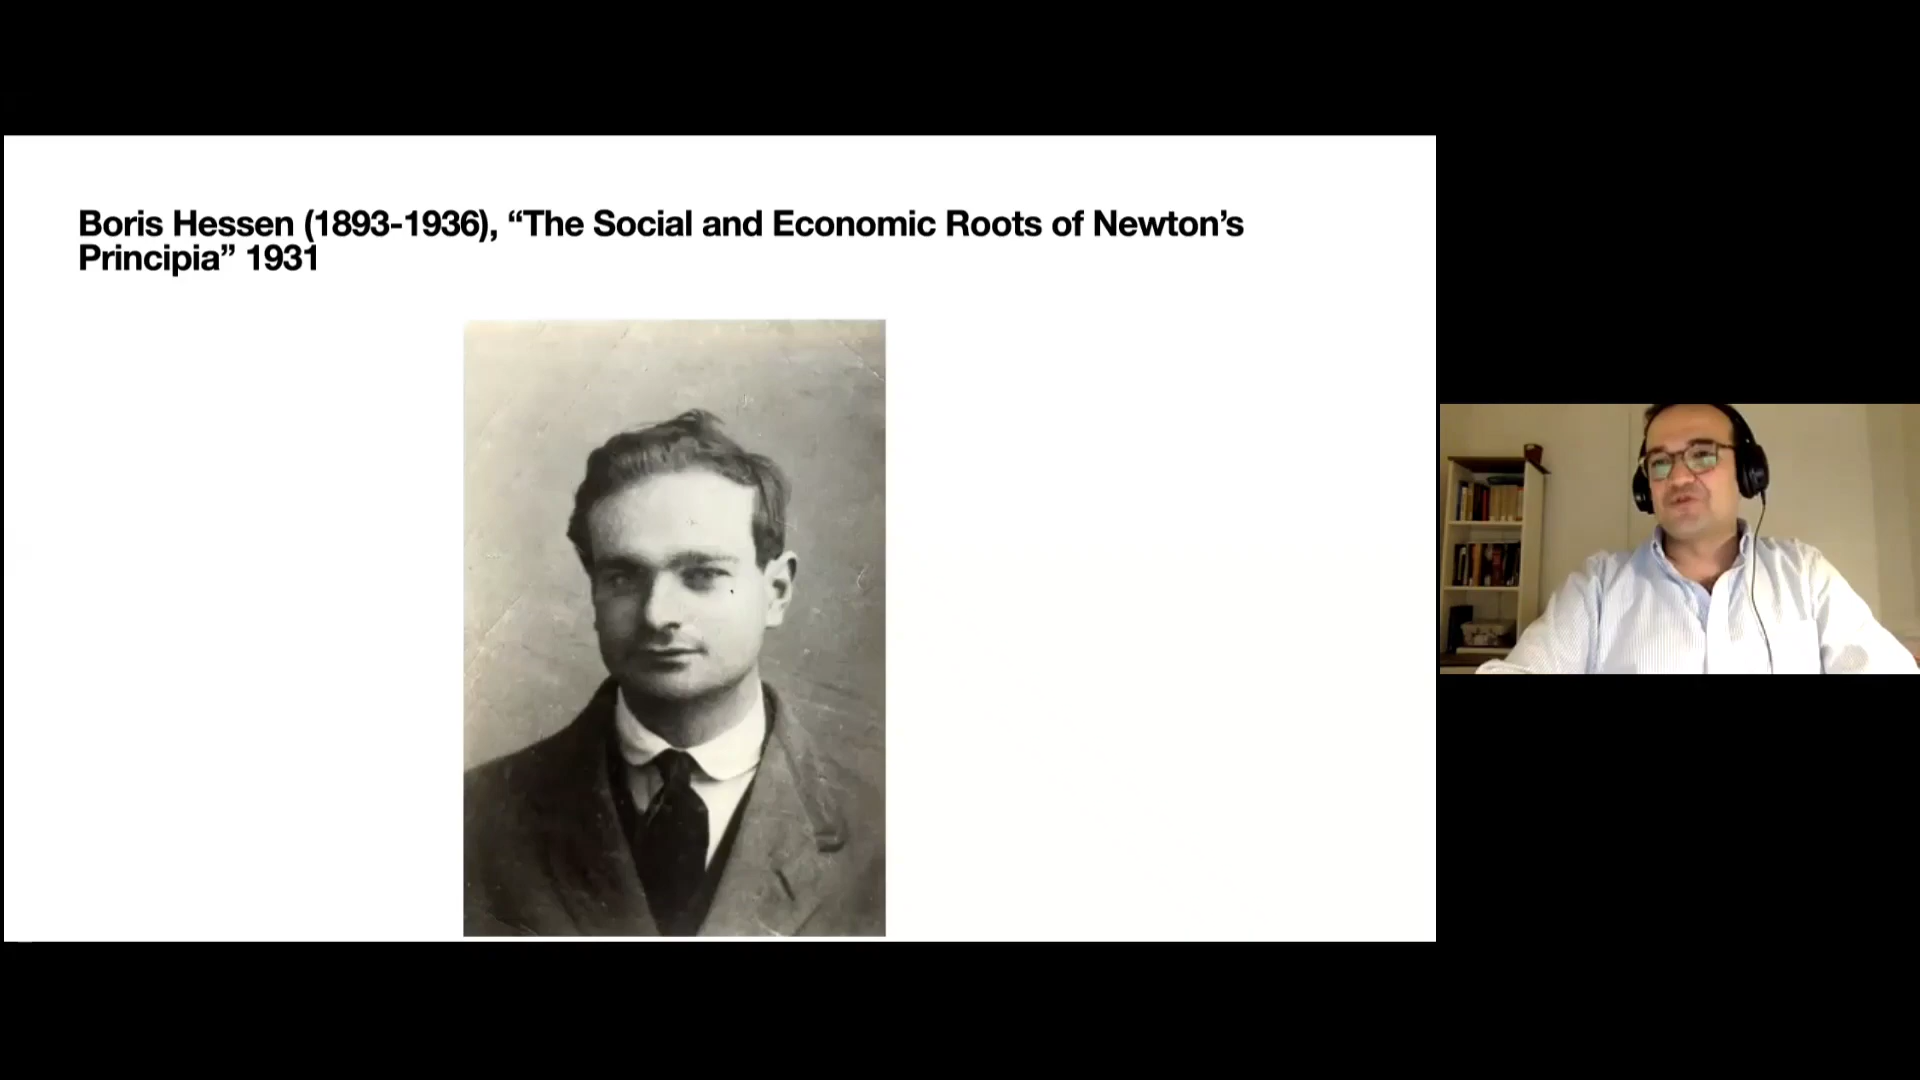 Boris Hessen (1893-1936), “The Social and Economic Roots of Newton’s
Principia” 1931